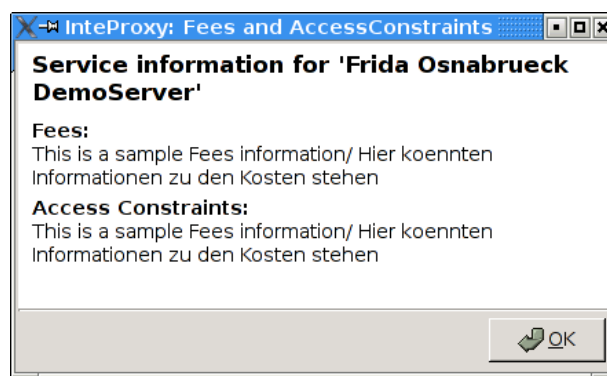 InteProxy: Fees and AccessConstraints
Service information for 'Frida Osnabrueck
DemoServer'
Fees:
This is a sample Fees information/ Hier koennten
Informationen zu den Kosten stehen
Access Constraints:
This is a sample Fees information/ Hier koennten
Informationen zu den Kosten stehen
OK